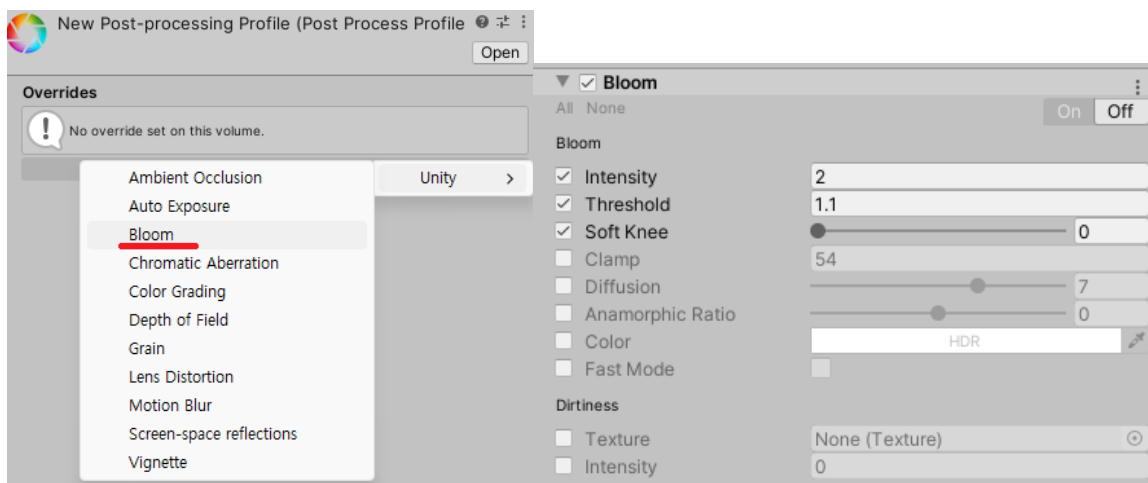 New Post-processing Profile (Post Process Profile
Open
Overrides
No override set on this volume.
Unity >
Ambient Occlusion
Auto Exposure
Bloom
Chromatic Aberration
Color Grading
Depth of Field
Grain
Lens Distortion
Motion Blur
Screen-space reflections
Vignette
Bloom
All None
On Off
Bloom
Intensity 2
Threshold 1.1
Soft Knee 0
Clamp 54
Diffusion 7
Anamorphic Ratio 0
Color HDR
Fast Mode
Dirtiness
Texture None (Texture)
Intensity 0